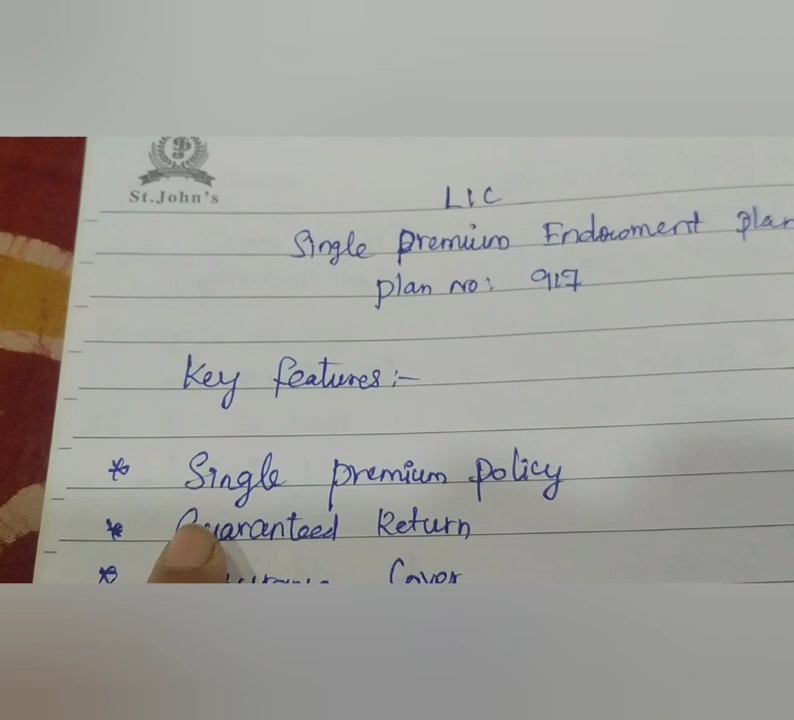 St.John's
LIC
Single Premium Endowment Plan
Plan no: 917
Key features:-
* Single premium policy
* Guaranteed Return
* Cover